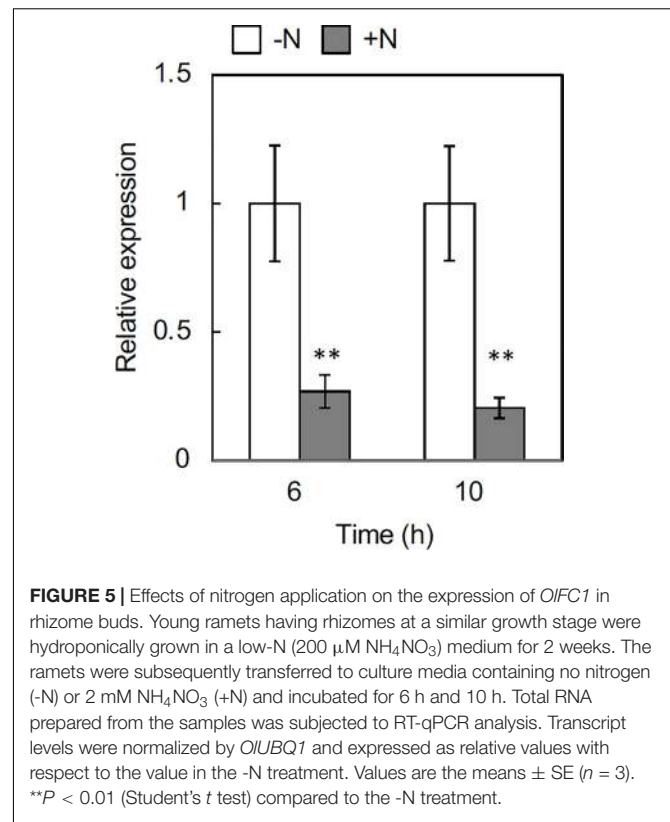 -N +N
1.5
1
0.5
0
Relative expression
**
**
6 10
Time (h)
FIGURE 5 | Effects of nitrogen application on the expression of OlFC1 in
rhizome buds. Young ramets having rhizomes at a similar growth stage were
hydroponically grown in a low-N (200 μM NH₄NO₃) medium for 2 weeks. The
ramets were subsequently transferred to culture media containing no nitrogen
(-N) or 2 mM NH₄NO₃ (+N) and incubated for 6 h and 10 h. Total RNA
prepared from the samples was subjected to RT-qPCR analysis. Transcript
levels were normalized by OlUBQ1 and expressed as relative values with
respect to the value in the -N treatment. Values are the means ± SE (n = 3).
**P < 0.01 (Student's t test) compared to the -N treatment.